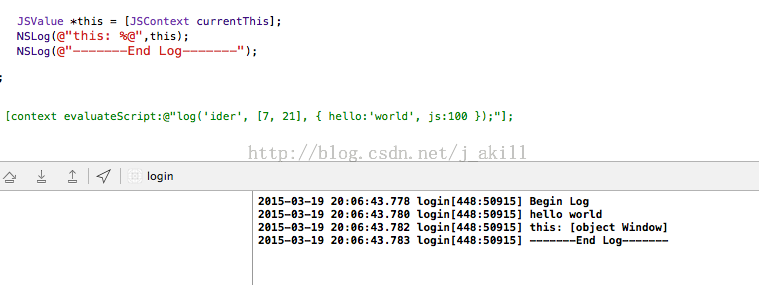 JSValue *this = [JSContext currentThis];
NSLog(@"this: %@",this);
NSLog(@"-------End Log-------");
;
[context evaluateScript:@"log('ider', [7, 21], { hello:'world', js:100 });"];
http://blog.csdn.net/j_akill
login
2015-03-19 20:06:43.778 login[448:50915] Begin Log
2015-03-19 20:06:43.780 login[448:50915] hello world
2015-03-19 20:06:43.782 login[448:50915] this: [object Window]
2015-03-19 20:06:43.783 login[448:50915] -------End Log-------